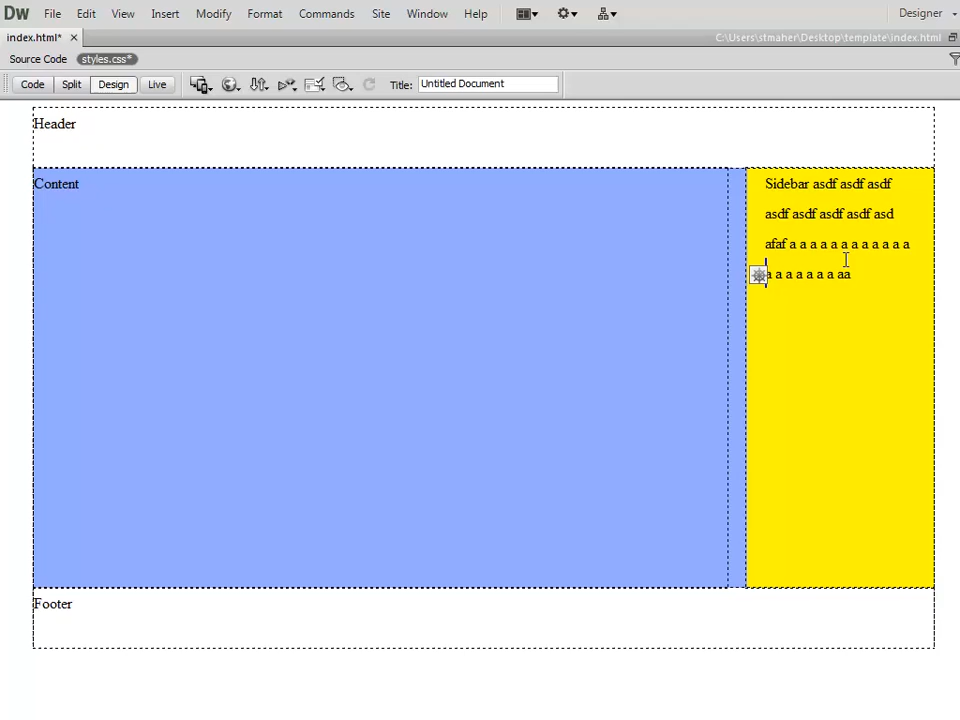 Dw File Edit View Insert Modify Format Commands Site Window Help Designer
index.html* C:\Users\stmaher\Desktop\template\index.html
Source Code styles.css*
Code Split Design Live Title: Untitled Document
Header
Content
Sidebar asdf asdf asdf
asdf asdf asdf asdf asd
afaf a a a a a a a a a a a a
a a a a a a a aa
Footer